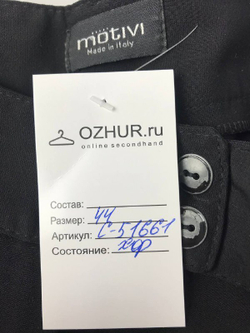 motivi
Made in Italy
OZHUR.ru
online secondhand
Состав:
Размер: 44
Артикул: С-51661
Состояние: хор